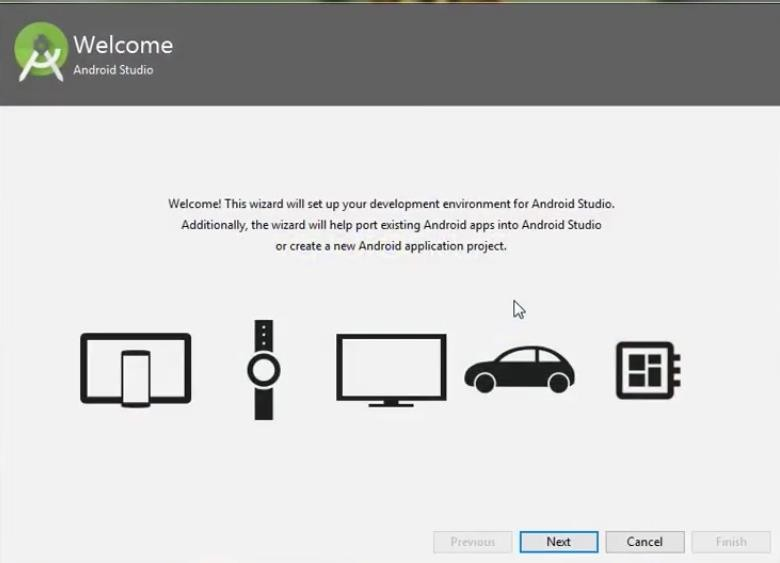 Welcome
Android Studio
Welcome! This wizard will set up your development environment for Android Studio.
Additionally, the wizard will help port existing Android apps into Android Studio
or create a new Android application project.
Previous
Next
Cancel
Finish